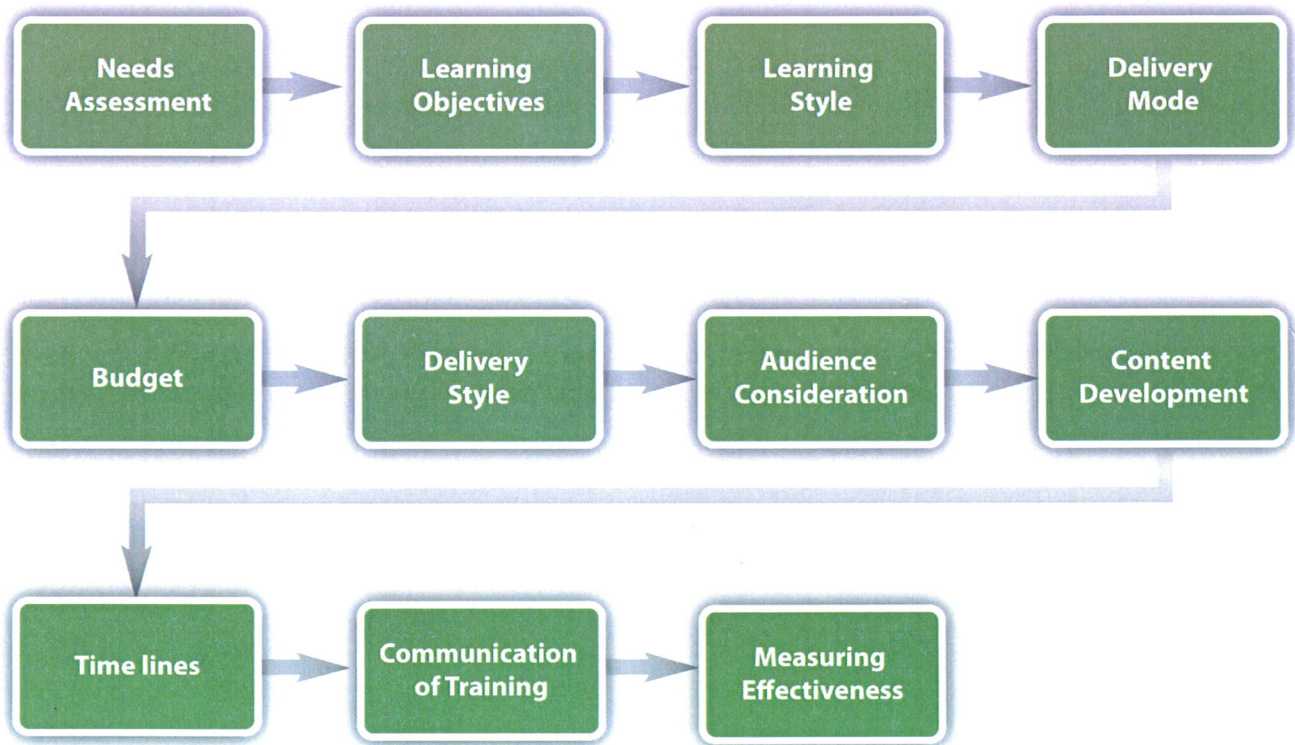 Needs
Assessment
Learning
Objectives
Learning
Style
Delivery
Mode
Budget
Delivery
Style
Audience
Consideration
Content
Development
Time lines
Communication
of Training
Measuring
Effectiveness